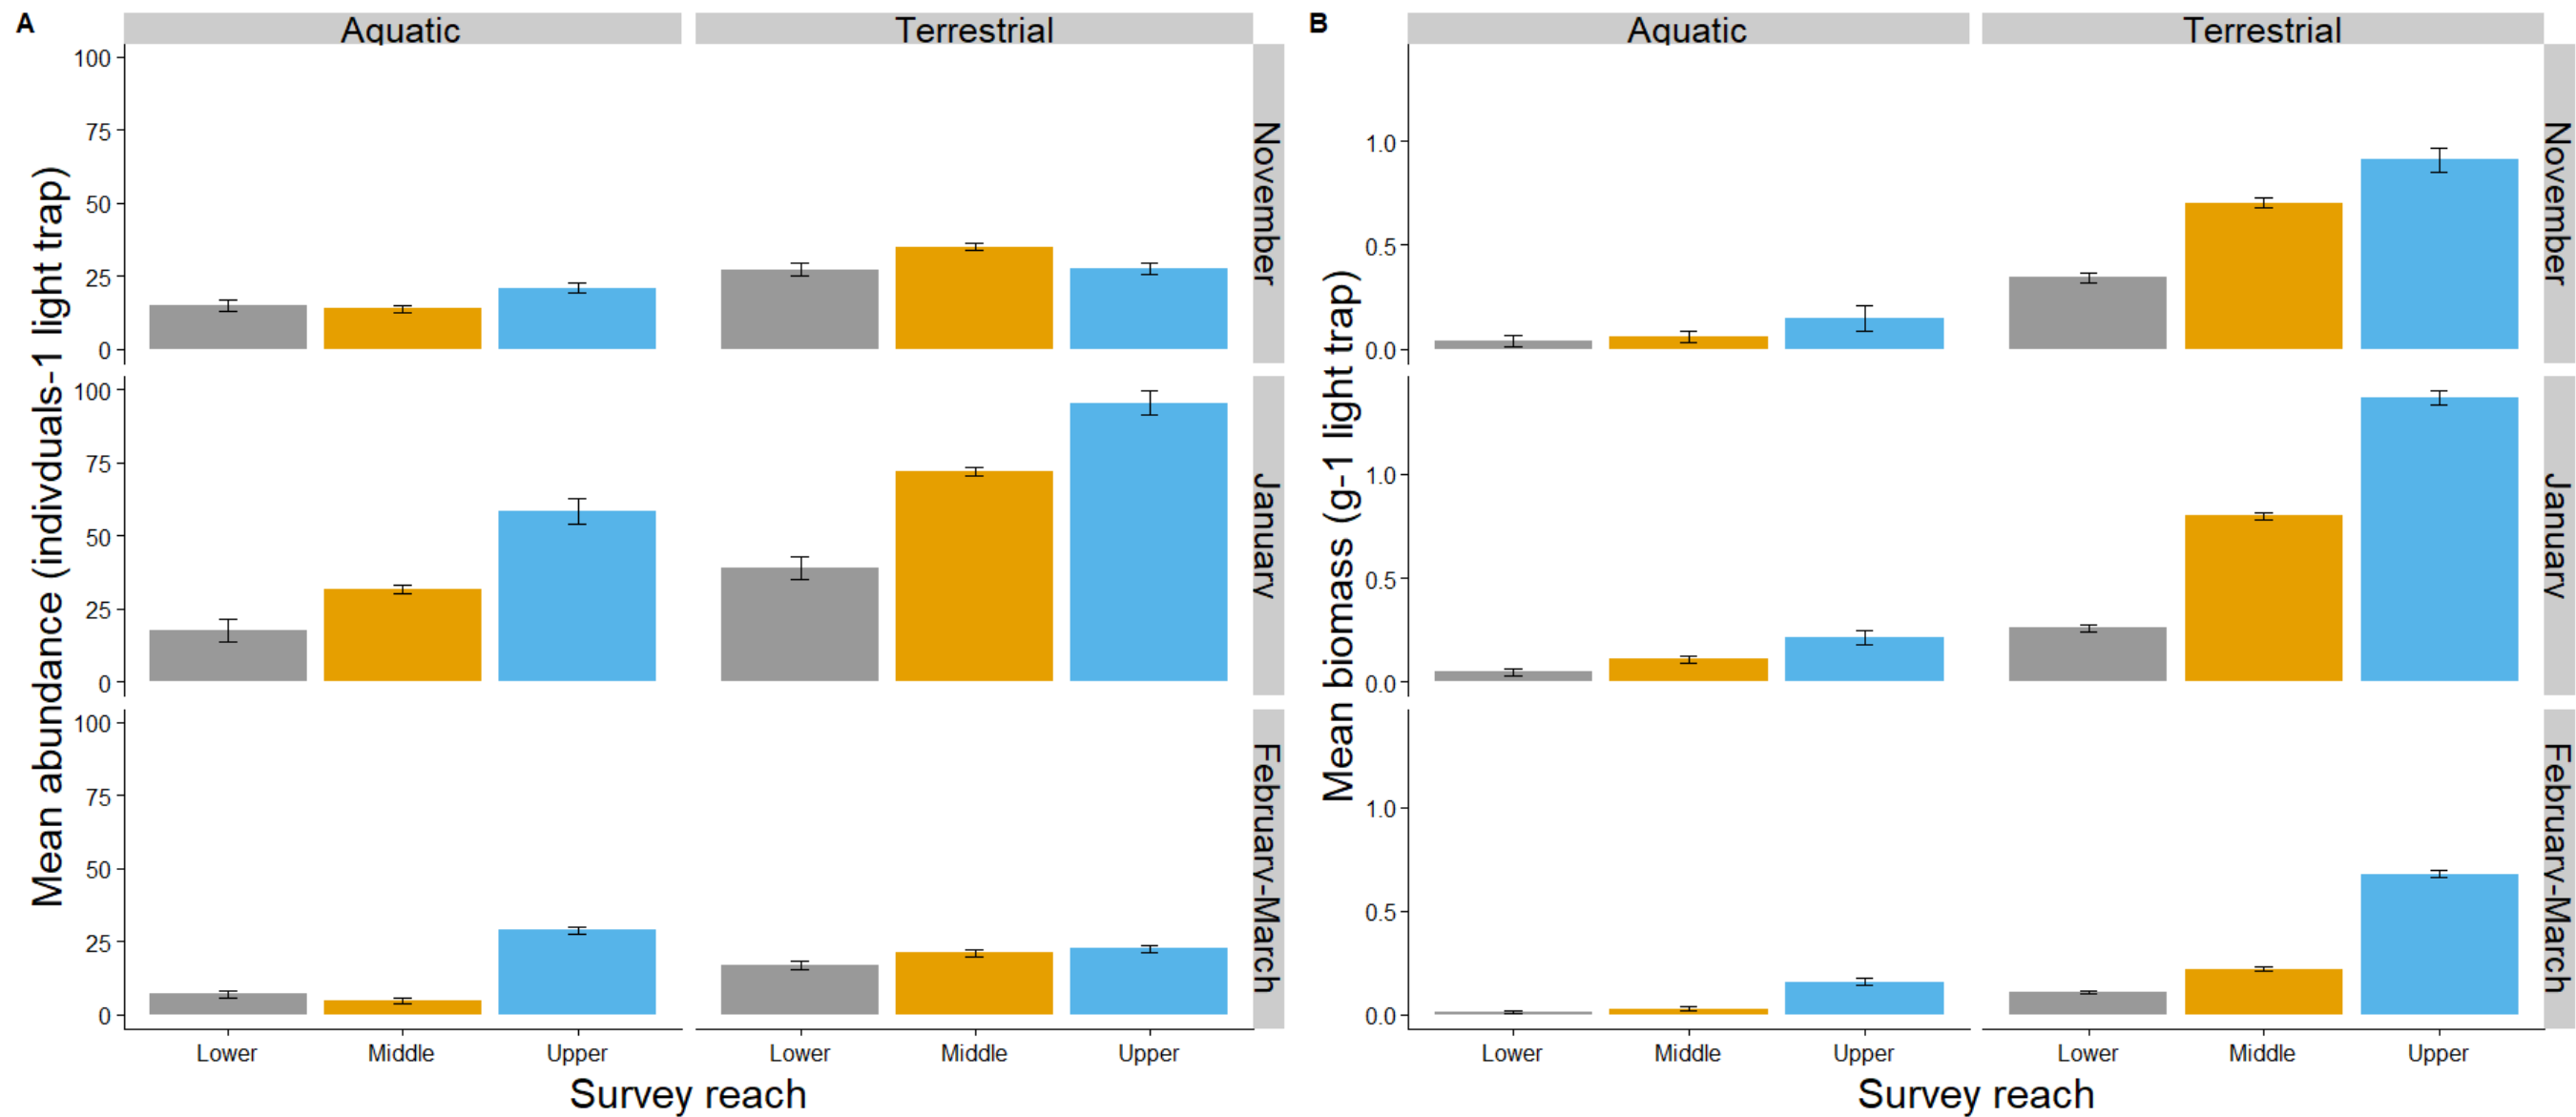 A
Aquatic
Terrestrial
Mean abundance (indivduals-1 light trap)
100
75
50
25
0
November
100
75
50
25
0
January
100
75
50
25
0
February-March
Lower
Middle
Upper
Lower
Middle
Upper
Survey reach
B
Aquatic
Terrestrial
Mean biomass (g-1 light trap)
1.0
0.5
0.0
November
1.0
0.5
0.0
January
1.0
0.5
0.0
February-March
Lower
Middle
Upper
Lower
Middle
Upper
Survey reach